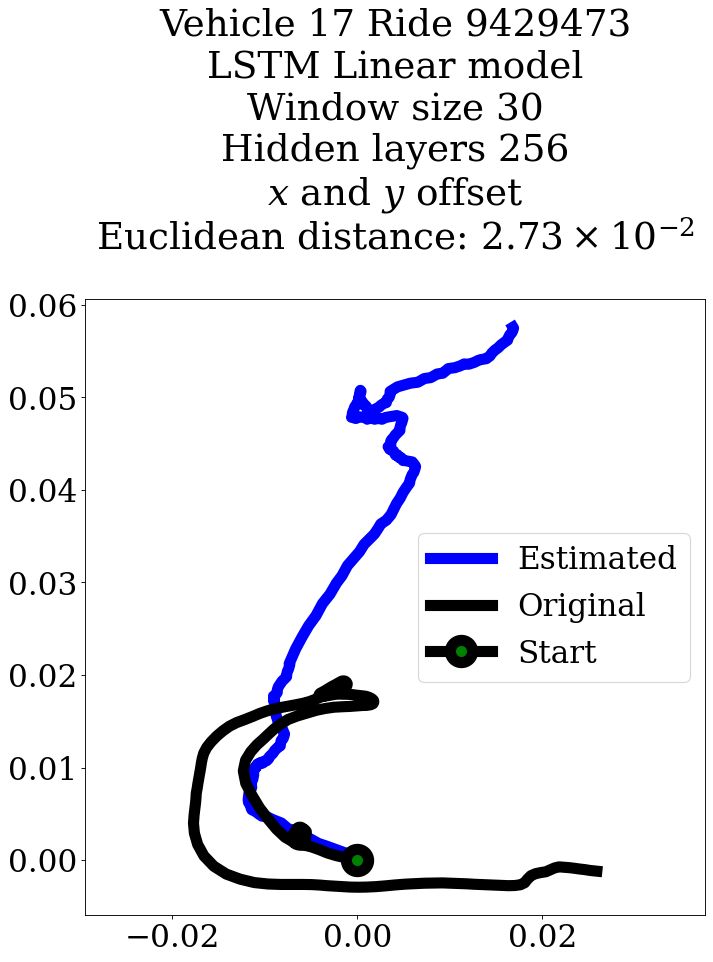 Vehicle 17 Ride 9429473
LSTM Linear model
Window size 30
Hidden layers 256
x and y offset
Euclidean distance: 2.73 × 10⁻²
0.06
0.05
0.04
0.03
0.02
0.01
0.00
Estimated
Original
Start
−0.02
0.00
0.02